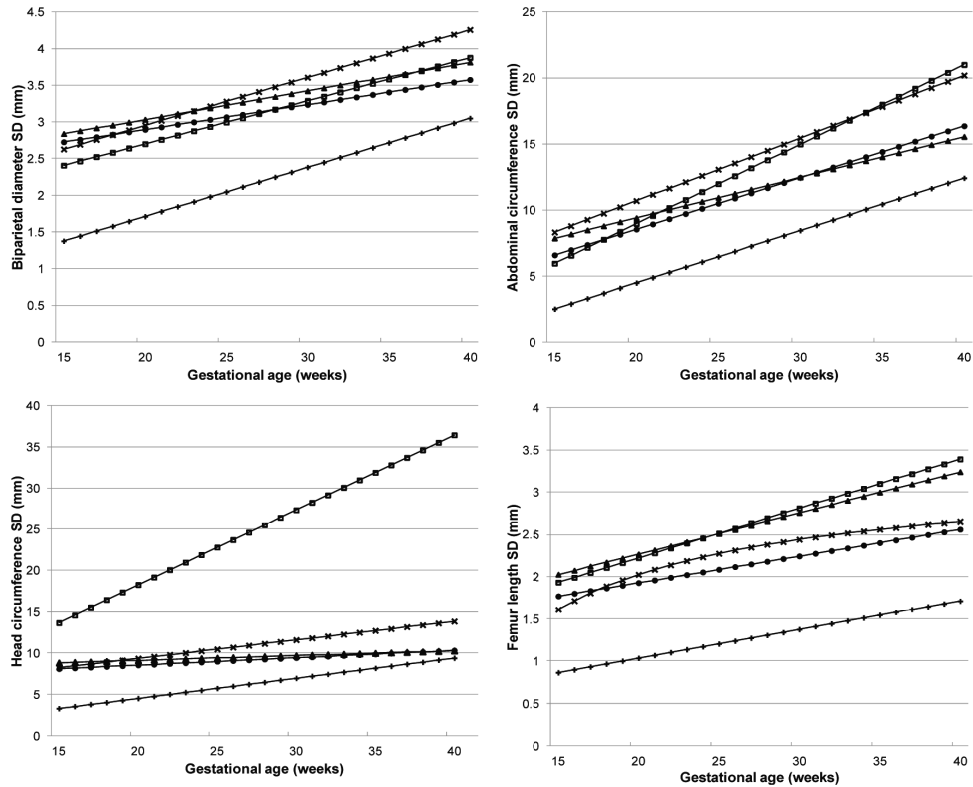 4.5
4
3.5
3
2.5
2
1.5
1
0.5
0
Biparietal diameter SD (mm)
15 20 25 30 35 40
Gestational age (weeks)
25
20
15
10
5
0
Abdominal circumference SD (mm)
15 20 25 30 35 40
Gestational age (weeks)
40
35
30
25
20
15
10
5
0
Head circumference SD (mm)
15 20 25 30 35 40
Gestational age (weeks)
4
3.5
3
2.5
2
1.5
1
0.5
0
Femur length SD (mm)
15 20 25 30 35 40
Gestational age (weeks)